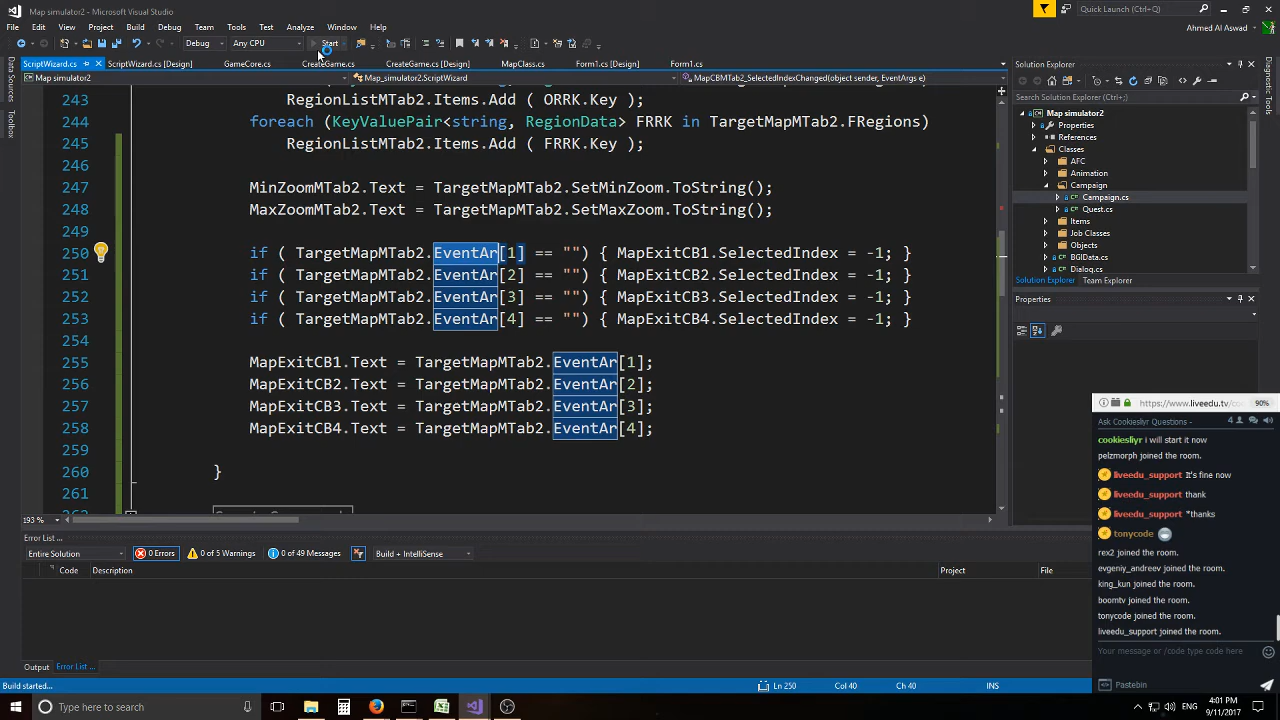 Map simulator2 - Microsoft Visual Studio
Quick Launch (Ctrl+;)
File Edit View Project Build Debug Team Tools Test Analyze Window Help
Ahmed Al Aswad
Debug Any CPU Start
ScriptWizard.cs ScriptWizard.cs [Design] GameCore.cs CreateGame.cs CreateGame.cs [Design] MapClass.cs Form1.cs [Design] Form1.cs
Map simulator2 Map_simulator2.ScriptWizard MapCBMTab2_SelectedIndexChanged(object sender, EventArgs e)
243 RegionListMTab2.Items.Add ( ORRK.Key );
244 foreach (KeyValuePair<string, RegionData> FRRK in TargetMapMTab2.FRegions)
245 RegionListMTab2.Items.Add ( FRRK.Key );
246
247 MinZoomMTab2.Text = TargetMapMTab2.SetMinZoom.ToString();
248 MaxZoomMTab2.Text = TargetMapMTab2.SetMaxZoom.ToString();
249
250 if ( TargetMapMTab2.EventAr[1] == "") { MapExitCB1.SelectedIndex = -1; }
251 if ( TargetMapMTab2.EventAr[2] == "") { MapExitCB2.SelectedIndex = -1; }
252 if ( TargetMapMTab2.EventAr[3] == "") { MapExitCB3.SelectedIndex = -1; }
253 if ( TargetMapMTab2.EventAr[4] == "") { MapExitCB4.SelectedIndex = -1; }
254
255 MapExitCB1.Text = TargetMapMTab2.EventAr[1];
256 MapExitCB2.Text = TargetMapMTab2.EventAr[2];
257 MapExitCB3.Text = TargetMapMTab2.EventAr[3];
258 MapExitCB4.Text = TargetMapMTab2.EventAr[4];
259
260 }
261
193 %
Data Sources
Toolbox
Diagnostic Tools
Solution Explorer
Search Solution Explorer (Ctrl+;)
Map simulator2
Properties
References
Classes
AFC
Animation
Campaign
Campaign.cs
Quest.cs
Items
Job Classes
Objects
BGIData.cs
Dialog.cs
Solution Explorer Team Explorer
Properties
Error List ...
Entire Solution 0 Errors 0 of 5 Warnings 0 of 49 Messages Build + IntelliSense
Code Description Project File
Output Error List ...
Build started... Ln 250 Col 40 Ch 40 INS
https://www.liveedu.tv/ 90%
Ask Cookiesliyr Questions - 4
cookiesliyr i will start it now
pelzmorph joined the room.
liveedu_support It's fine now
liveedu_support thank
liveedu_support *thanks
tonycode
rex2 joined the room.
evgeniy_andreev joined the room.
king_kun joined the room.
boomtv joined the room.
tonycode joined the room.
liveedu_support joined the room.
Your message or /code type code here
Pastebin
Type here to search
ENG
4:01 PM
9/11/2017